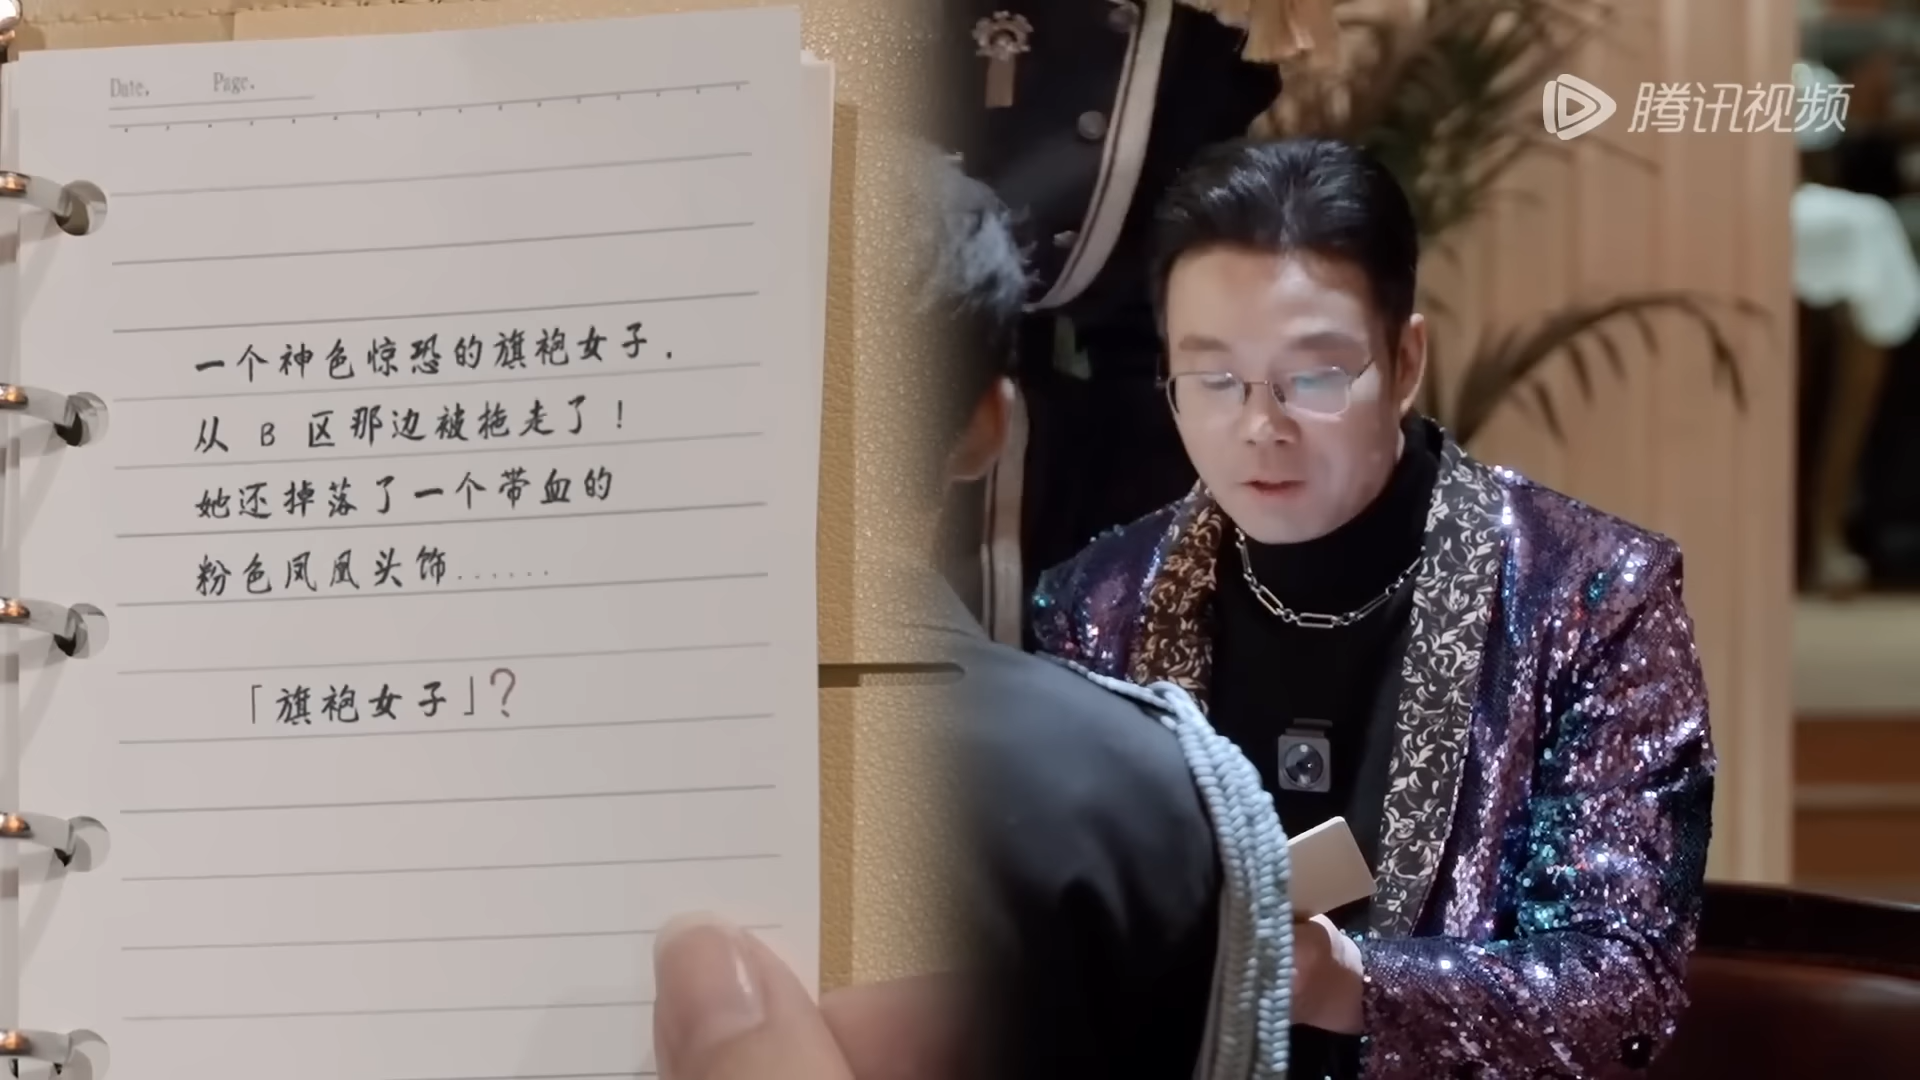 Date. Page.
一个神色惊恐的旗袍女子.
从 B 区那边被拖走了！
她还掉落了一个带血的
粉色凤凰头饰......
「旗袍女子」?
腾讯视频